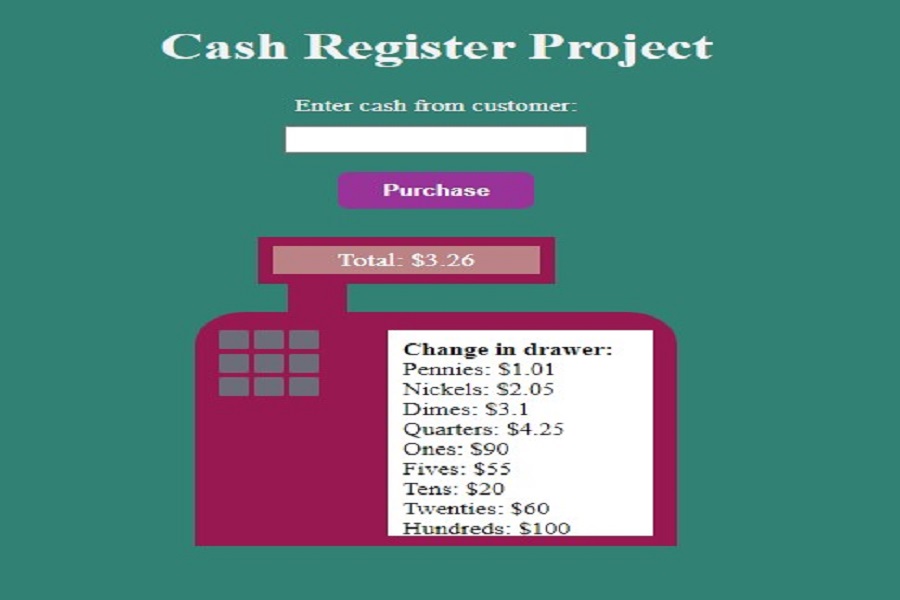 Cash Register Project
Enter cash from customer:
Purchase
Total: $3.26
Change in drawer:
Pennies: $1.01
Nickels: $2.05
Dimes: $3.1
Quarters: $4.25
Ones: $90
Fives: $55
Tens: $20
Twenties: $60
Hundreds: $100